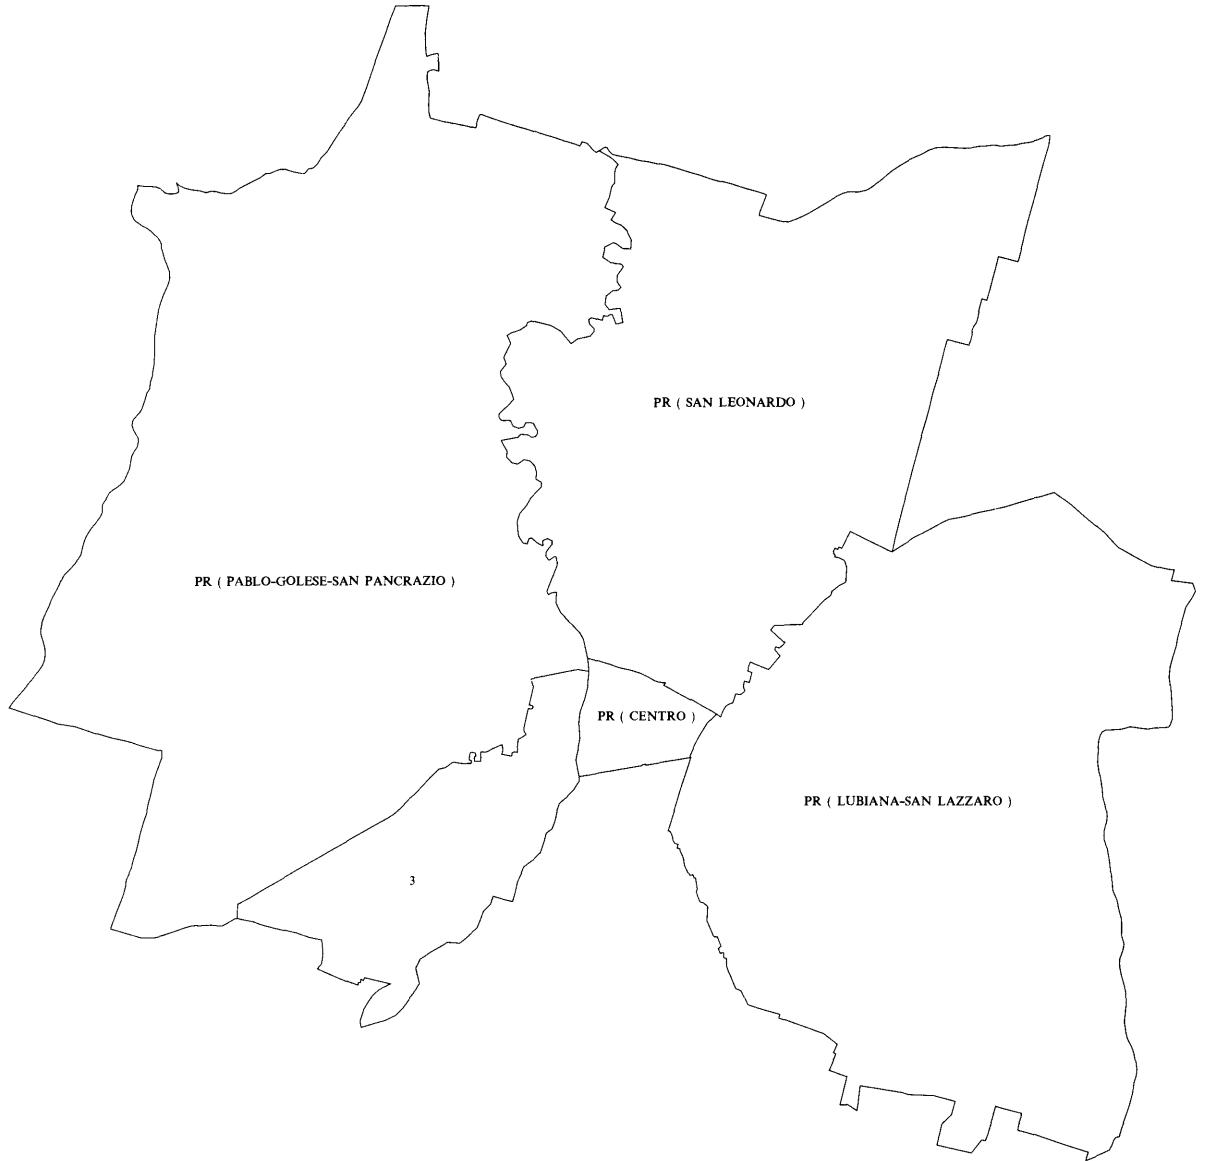 PR ( SAN LEONARDO )
PR ( PABLO-GOLESE-SAN PANCRAZIO )
PR ( CENTRO )
PR ( LUBIANA-SAN LAZZARO )
3